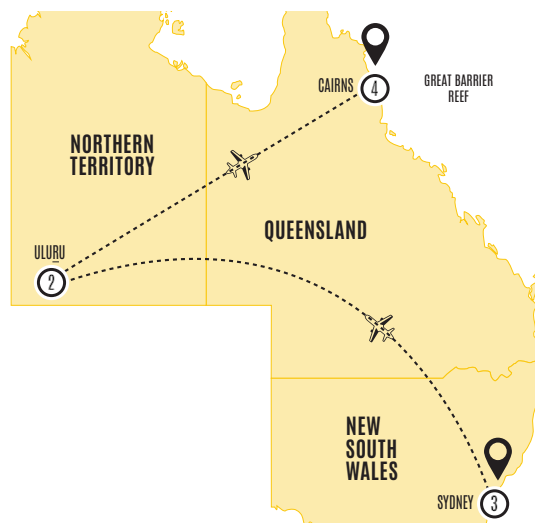 CAIRNS
4
GREAT BARRIER
REEF
NORTHERN
TERRITORY
QUEENSLAND
ULURU
2
NEW
SOUTH
WALES
SYDNEY
3